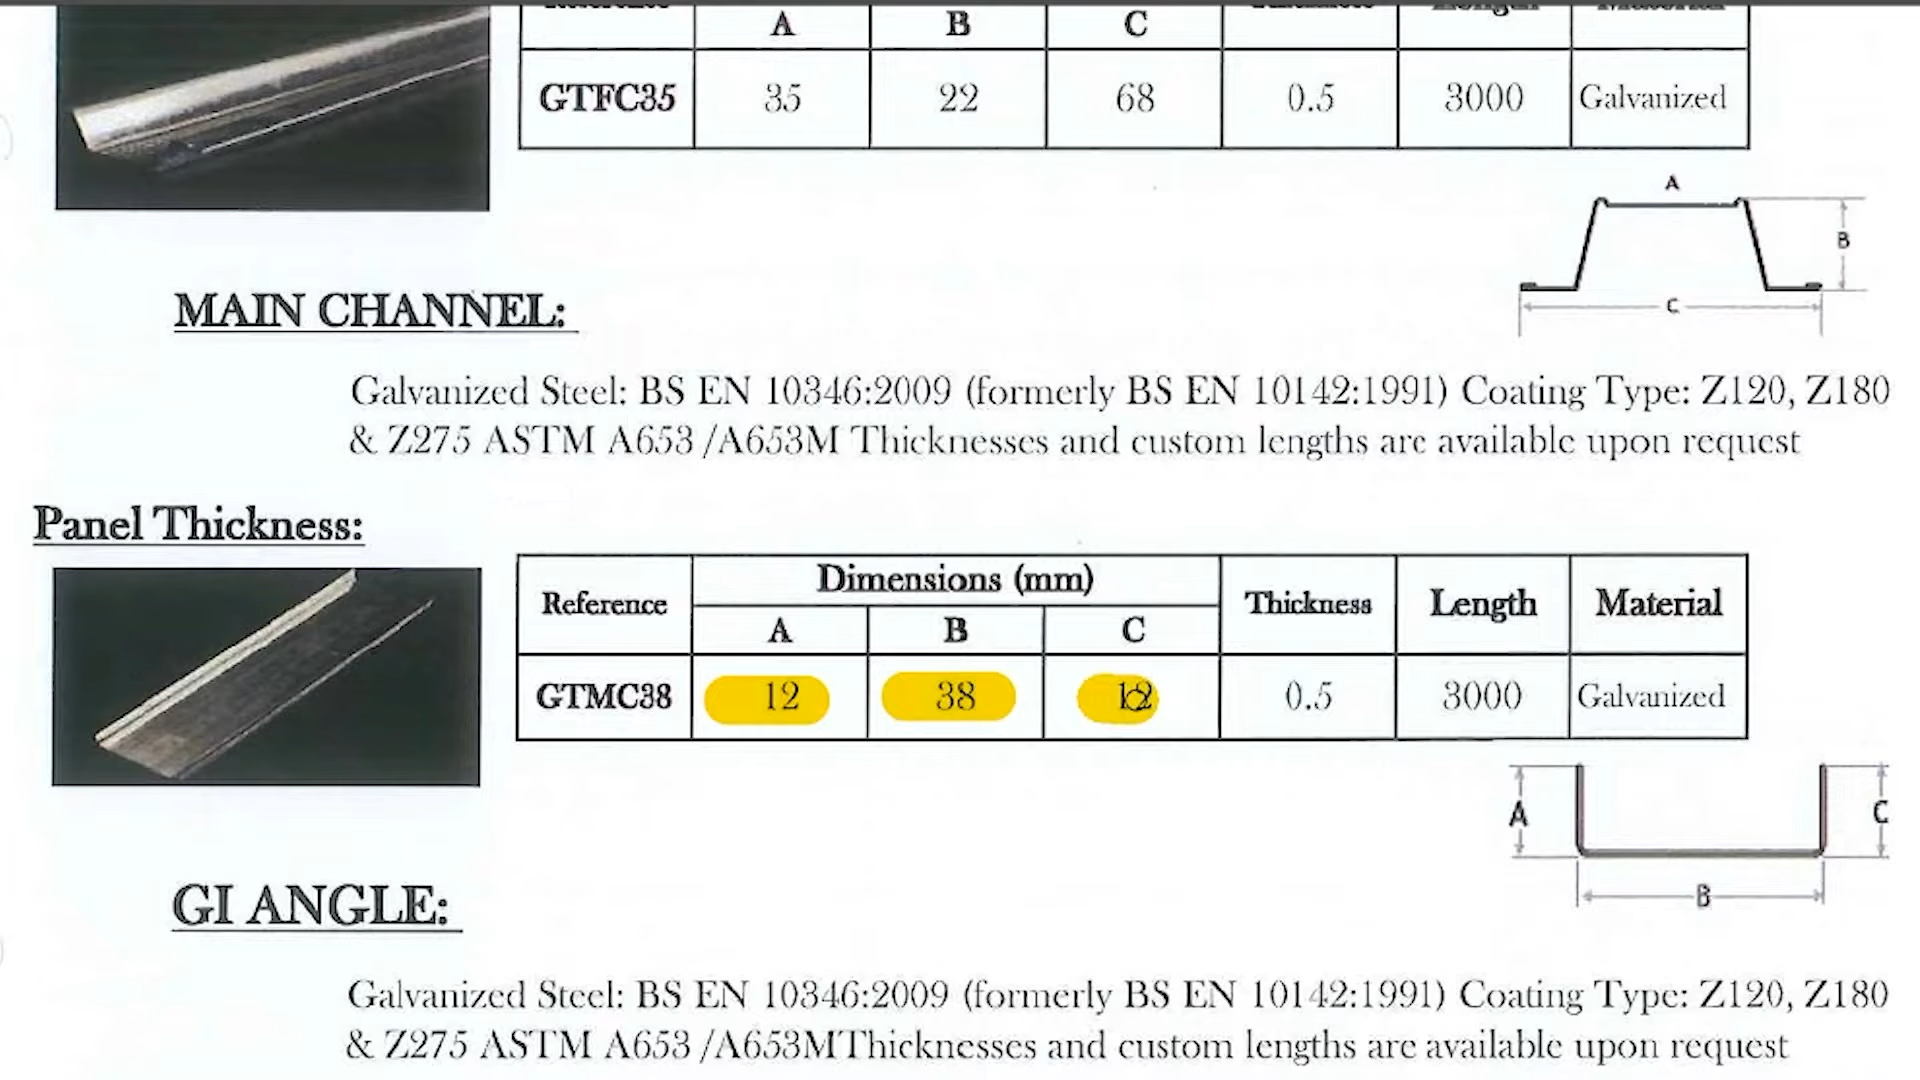 A B C
GTFC35 35 22 68 0.5 3000 Galvanized
A
B
C
MAIN CHANNEL:
Galvanized Steel: BS EN 10346:2009 (formerly BS EN 10142:1991) Coating Type: Z120, Z180
& Z275 ASTM A653 /A653M Thicknesses and custom lengths are available upon request
Panel Thickness:
Reference Dimensions (mm) Thickness Length Material
A B C
GTMC38 12 38 12 0.5 3000 Galvanized
A C
B
GI ANGLE:
Galvanized Steel: BS EN 10346:2009 (formerly BS EN 10142:1991) Coating Type: Z120, Z180
& Z275 ASTM A653 /A653MThicknesses and custom lengths are available upon request